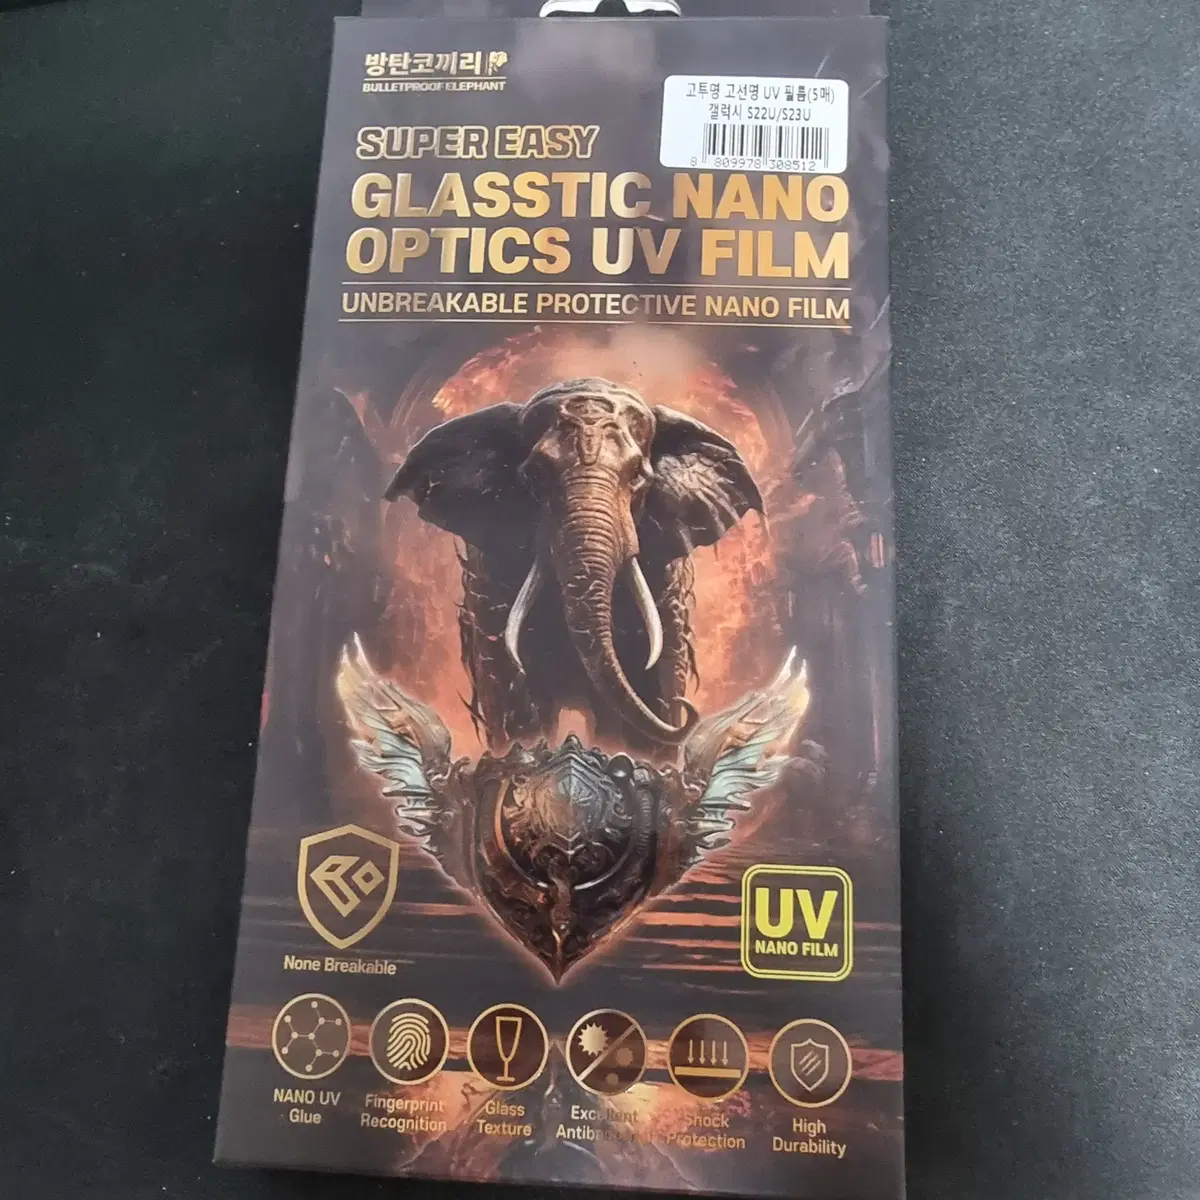 방탄코끼리
BULLETPROOF ELEPHANT
고투명 고선명 UV 필름(5매)
갤럭시 S22U/S23U
8 809978 308512
SUPER EASY
GLASSTIC NANO
OPTICS UV FILM
UNBREAKABLE PROTECTIVE NANO FILM
None Breakable
UV
NANO FILM
NANO UV
Glue
Fingerprint
Recognition
Glass
Texture
Excellent
Shock
Protection
High
Durability